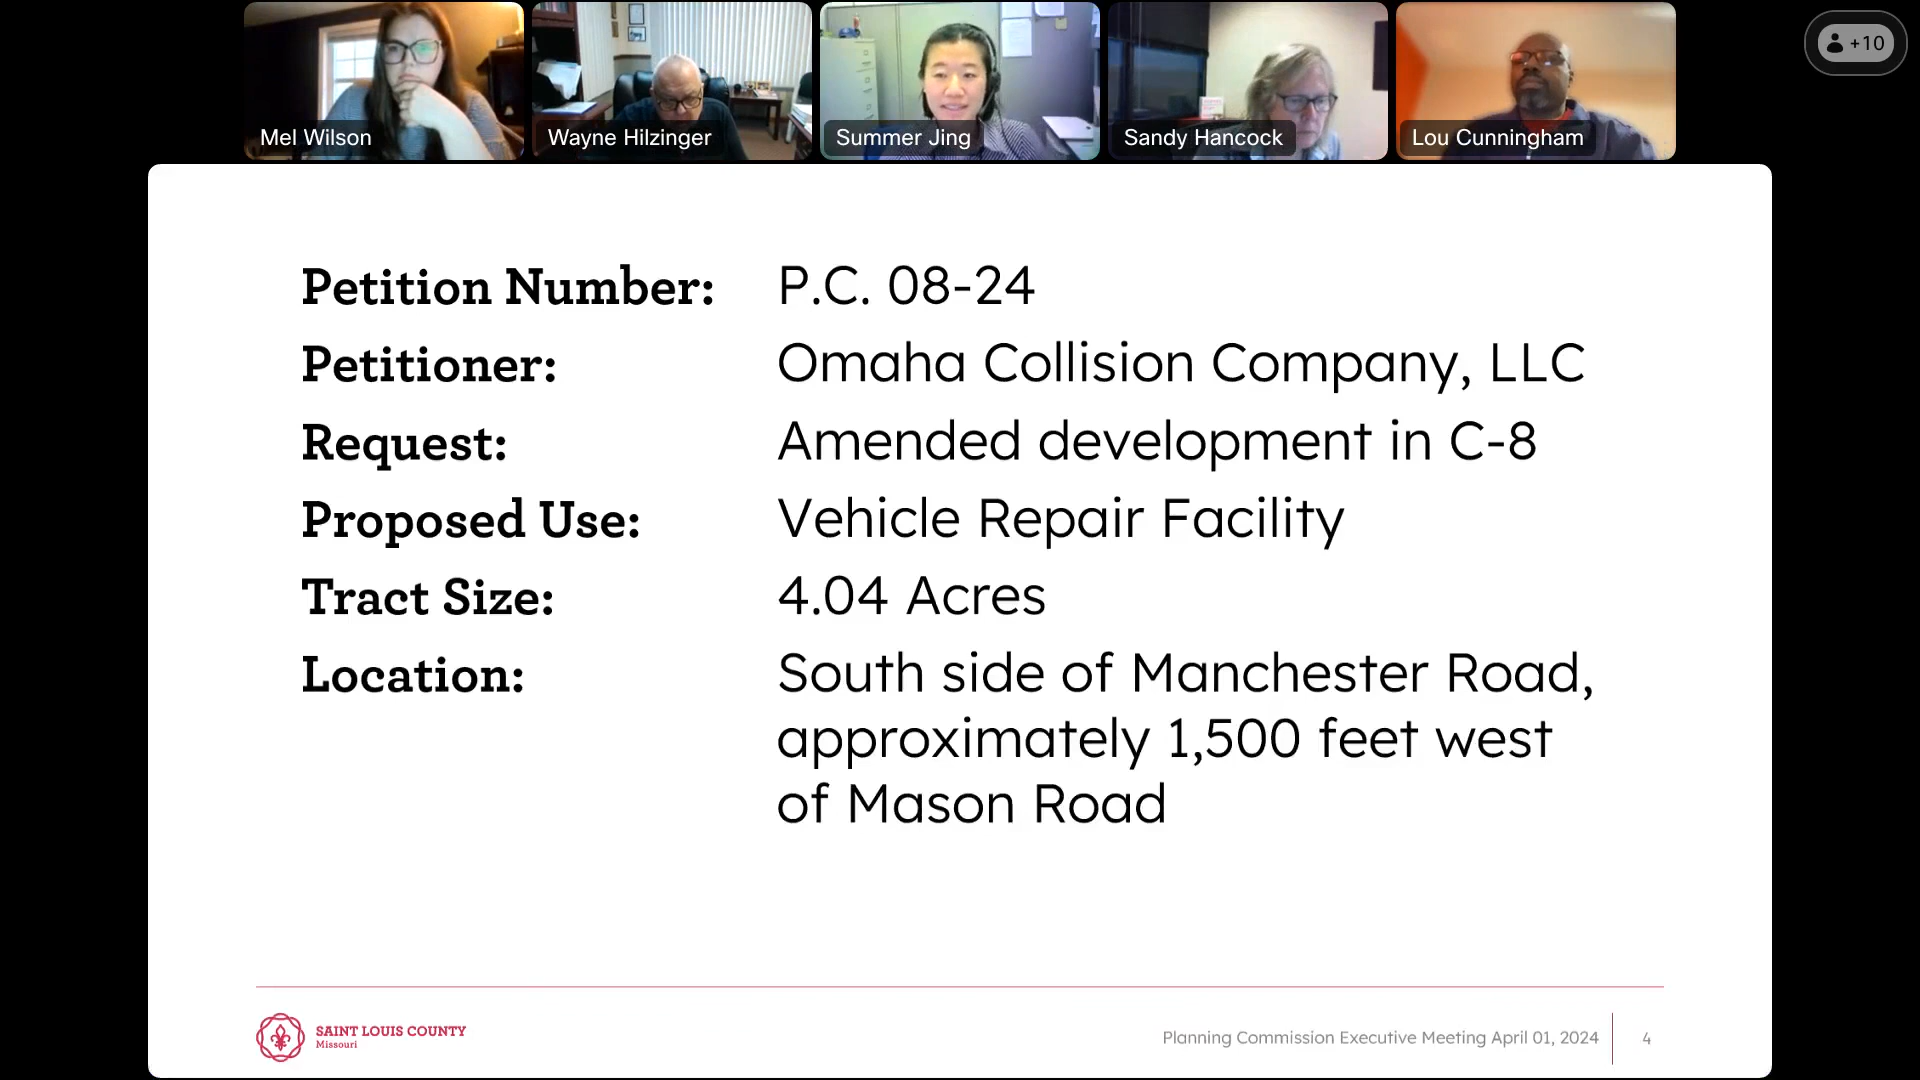 Mel Wilson
Wayne Hilzinger
Summer Jing
Sandy Hancock
Lou Cunningham
+10
Petition Number: P.C. 08-24
Petitioner: Omaha Collision Company, LLC
Request: Amended development in C-8
Proposed Use: Vehicle Repair Facility
Tract Size: 4.04 Acres
Location: South side of Manchester Road,
approximately 1,500 feet west
of Mason Road
SAINT LOUIS COUNTY
Missouri
Planning Commission Executive Meeting April 01, 2024
4